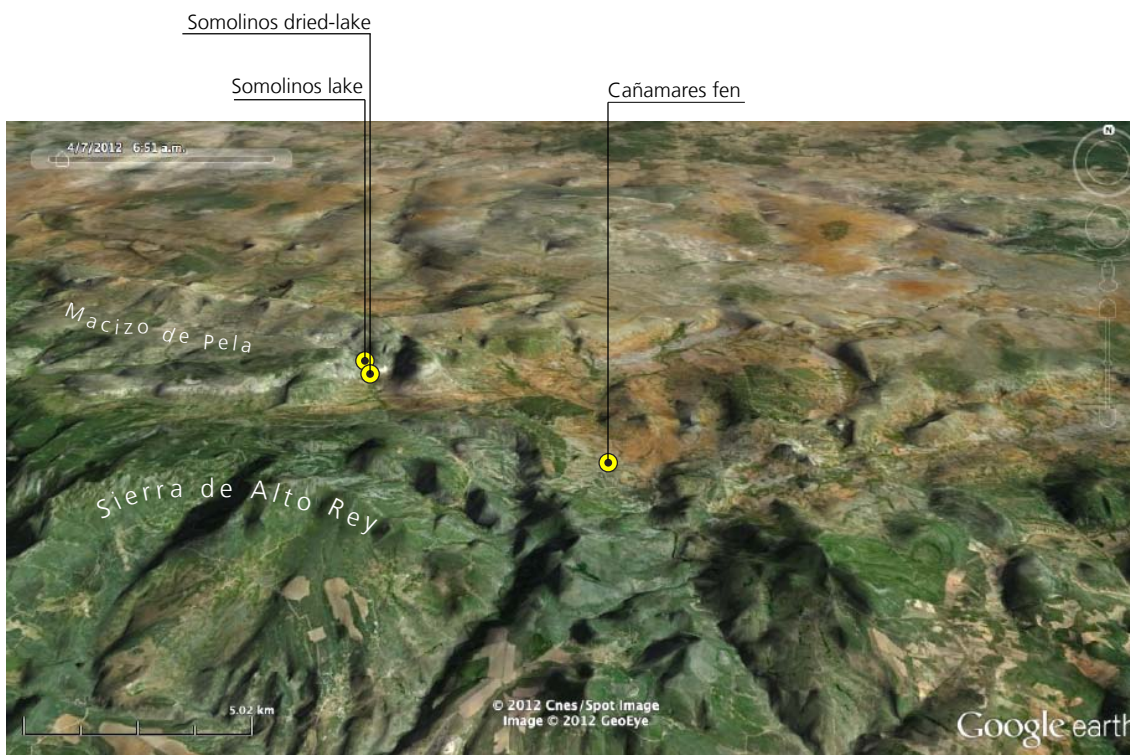 Somolinos dried-lake
Somolinos lake
Cañamares fen
4/7/2012 6:51 a.m.
N
Macizo de Pela
Sierra de Alto Rey
5.02 km
© 2012 Cnes/Spot Image
Image © 2012 GeoEye
Google earth